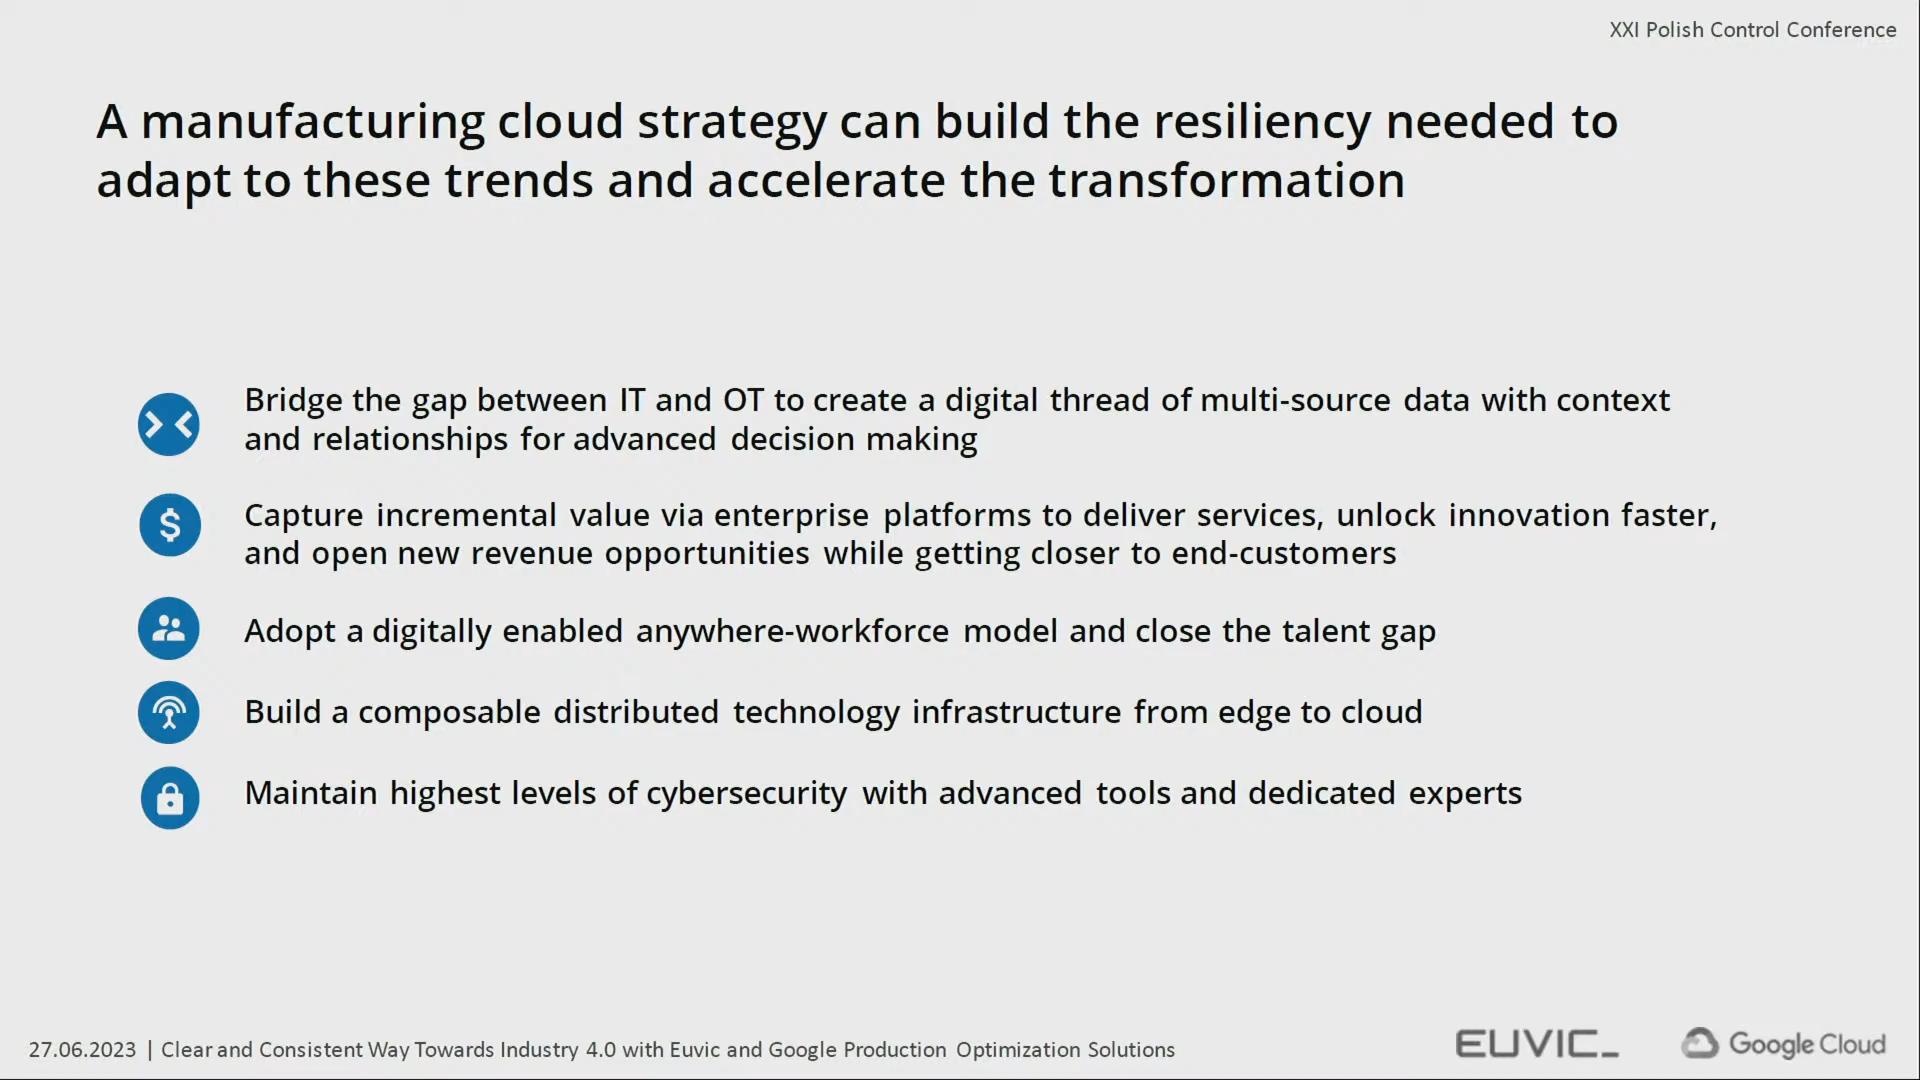 XXI Polish Control Conference
A manufacturing cloud strategy can build the resiliency needed to
adapt to these trends and accelerate the transformation
Bridge the gap between IT and OT to create a digital thread of multi-source data with context
and relationships for advanced decision making
Capture incremental value via enterprise platforms to deliver services, unlock innovation faster,
and open new revenue opportunities while getting closer to end-customers
Adopt a digitally enabled anywhere-workforce model and close the talent gap
Build a composable distributed technology infrastructure from edge to cloud
Maintain highest levels of cybersecurity with advanced tools and dedicated experts
27.06.2023 | Clear and Consistent Way Towards Industry 4.0 with Euvic and Google Production Optimization Solutions
EUVIC_
Google Cloud